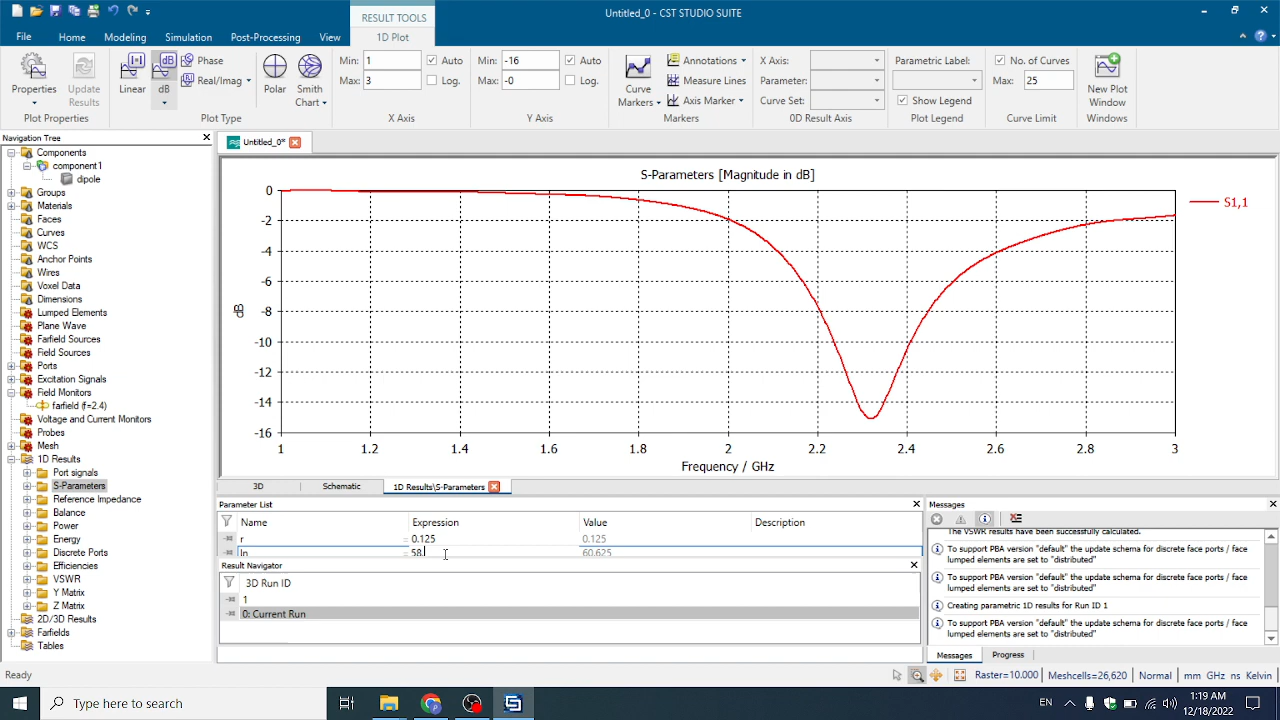 Untitled_0 - CST STUDIO SUITE
RESULT TOOLS
File Home Modeling Simulation Post-Processing View 1D Plot
Properties
Update Results
Plot Properties
Linear
dB
Phase
Real/Imag
Polar
Smith Chart
Plot Type
Min: 1 Auto
Max: 3 Log.
X Axis
Min: -16 Auto
Max: -0 Log.
Y Axis
Curve Markers
Annotations
Measure Lines
Axis Marker
Markers
X Axis:
Parameter:
Curve Set:
0D Result Axis
Parametric Label:
Show Legend
Plot Legend
No. of Curves
Max: 25
Curve Limit
New Plot Window
Windows
Navigation Tree
Components
component1
dipole
Groups
Materials
Faces
Curves
WCS
Anchor Points
Wires
Voxel Data
Dimensions
Lumped Elements
Plane Wave
Farfield Sources
Field Sources
Ports
Excitation Signals
Field Monitors
farfield (f=2.4)
Voltage and Current Monitors
Probes
Mesh
1D Results
Port signals
S-Parameters
Reference Impedance
Balance
Power
Energy
Discrete Ports
Efficiencies
VSWR
Y Matrix
Z Matrix
2D/3D Results
Farfields
Tables
Untitled_0*
S-Parameters [Magnitude in dB]
S1,1
0
-2
-4
-6
-8
-10
-12
-14
-16
dB
1 1.2 1.4 1.6 1.8 2 2.2 2.4 2.6 2.8 3
Frequency / GHz
3D Schematic 1D Results\S-Parameters
Parameter List
Name Expression Value Description
r = 0.125 0.125
ln = 58. 60.625
Result Navigator
3D Run ID
1
0: Current Run
Messages
The VSWR results have been successfully calculated.
To support PBA version "default" the update schema for discrete face ports / face
lumped elements are set to "distributed"
To support PBA version "default" the update schema for discrete face ports / face
lumped elements are set to "distributed"
Creating parametric 1D results for Run ID 1
To support PBA version "default" the update schema for discrete face ports / face
lumped elements are set to "distributed"
Messages Progress
Ready
Raster=10.000 Meshcells=26,620 Normal mm GHz ns Kelvin
Type here to search
EN
1:19 AM
12/18/2022